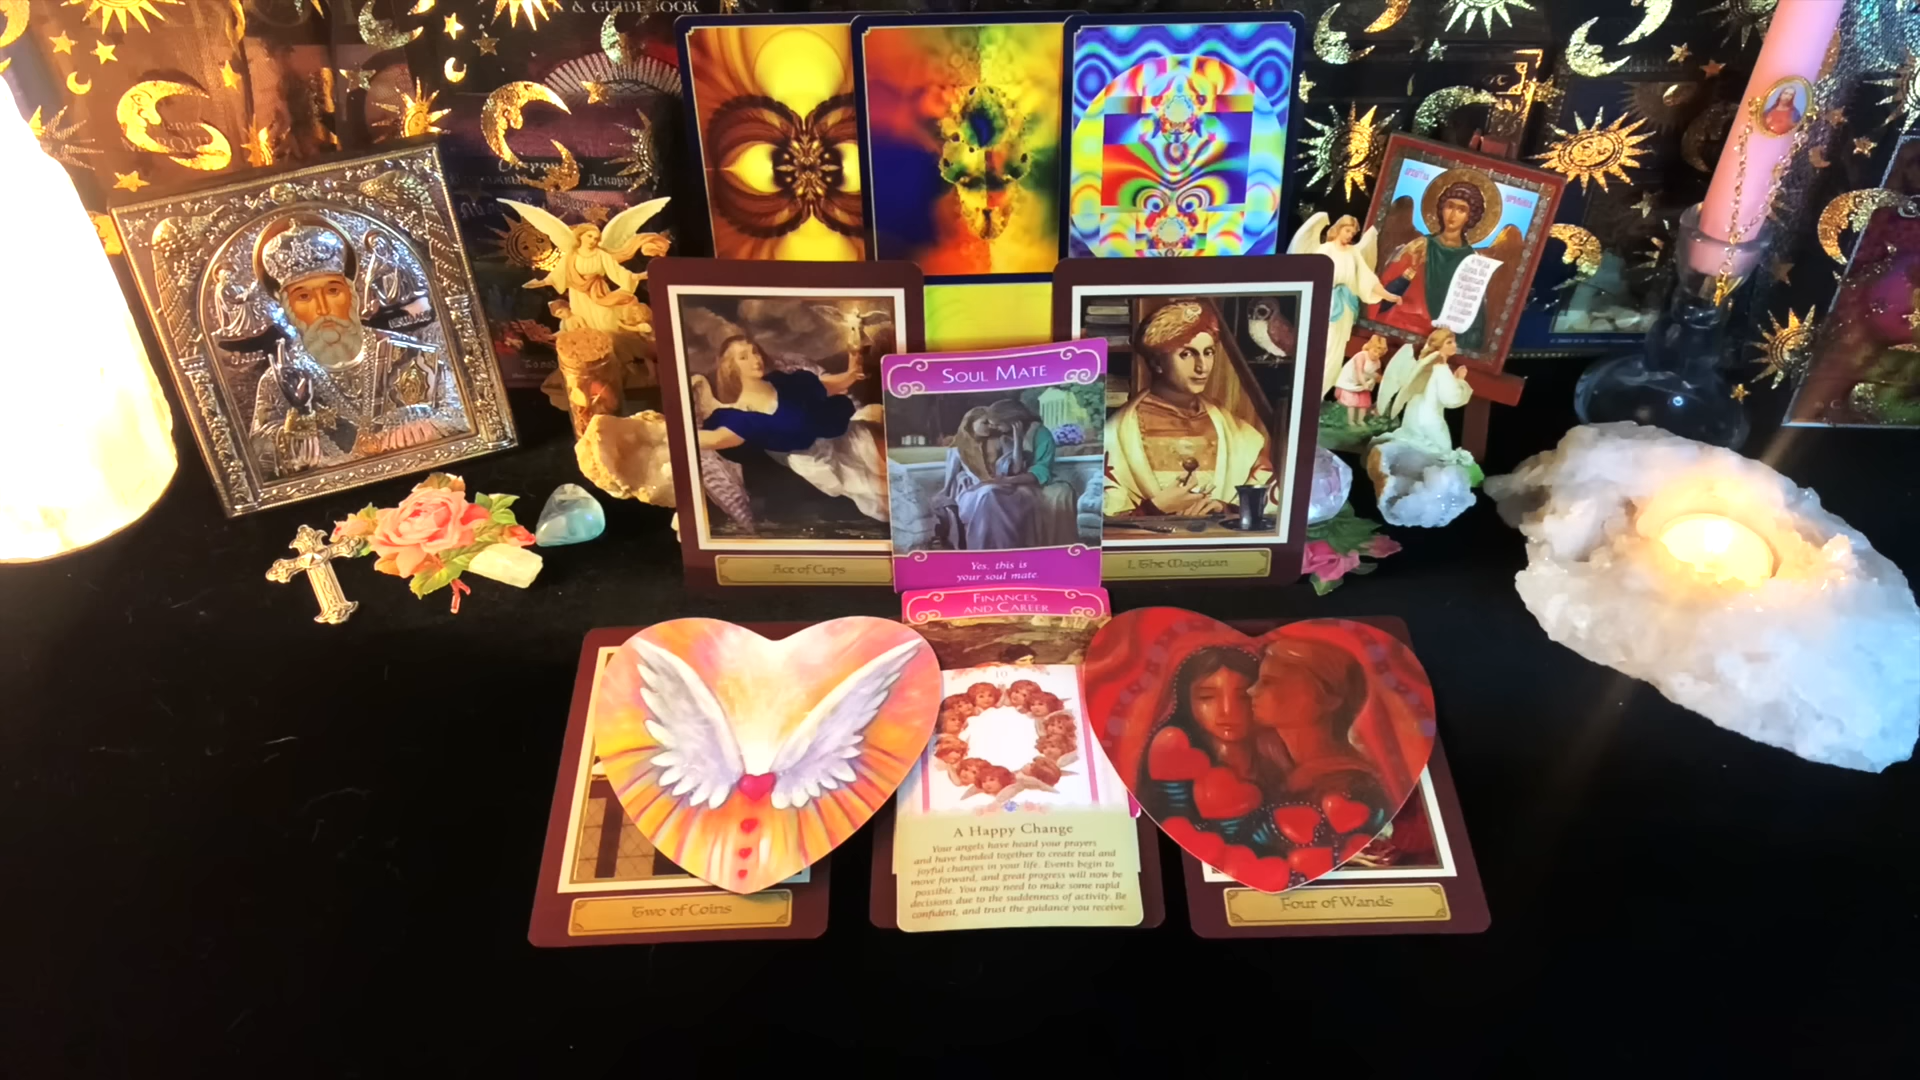 & GUIDEBOOK
SOUL MATE
Ace of Cups
Yes, this is
your soul mate.
I. The Magician
FINANCES
AND CAREER
10
A Happy Change
Your angels have heard your prayers
and have banded together to create real and
joyful changes in your life. Events begin to
move forward, and great progress will now be
possible. You may need to make some rapid
decisions due to the suddenness of activity. Be
confident, and trust the guidance you receive.
Two of Coins
Four of Wands